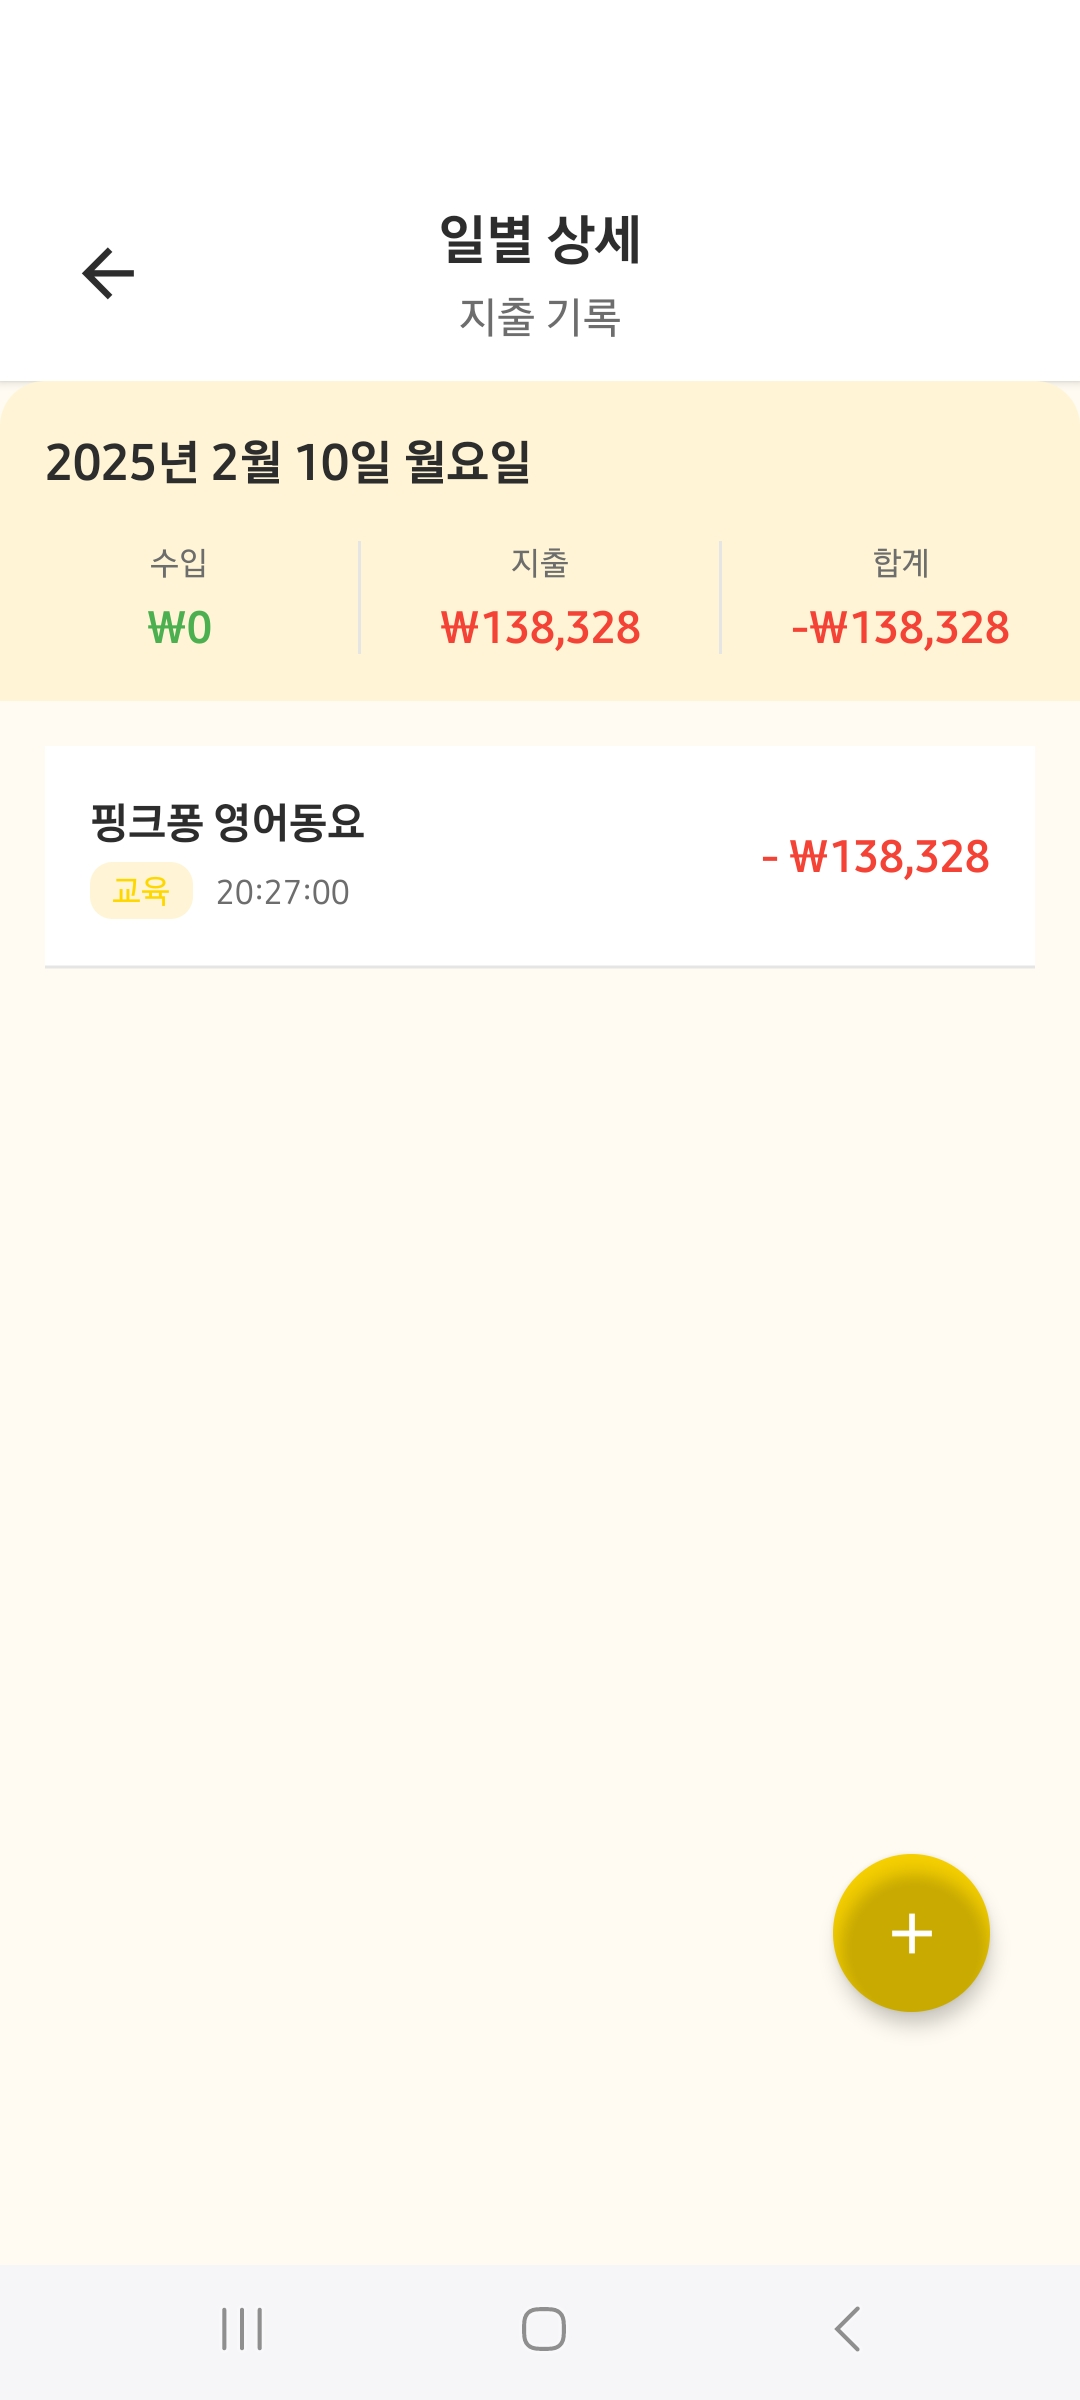 일별 상세
지출 기록
2025년 2월 10일 월요일
수입 지출 합계
₩0 ₩138,328 -₩138,328
핑크퐁 영어동요
- ₩138,328
교육 20:27:00